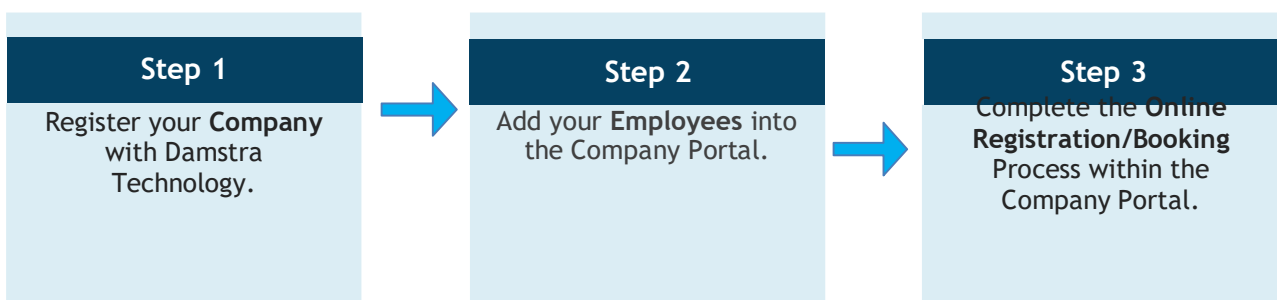 Step 1
Register your Company
with Damstra
Technology.
Step 2
Add your Employees into
the Company Portal.
Step 3
Complete the Online
Registration/Booking
Process within the
Company Portal.